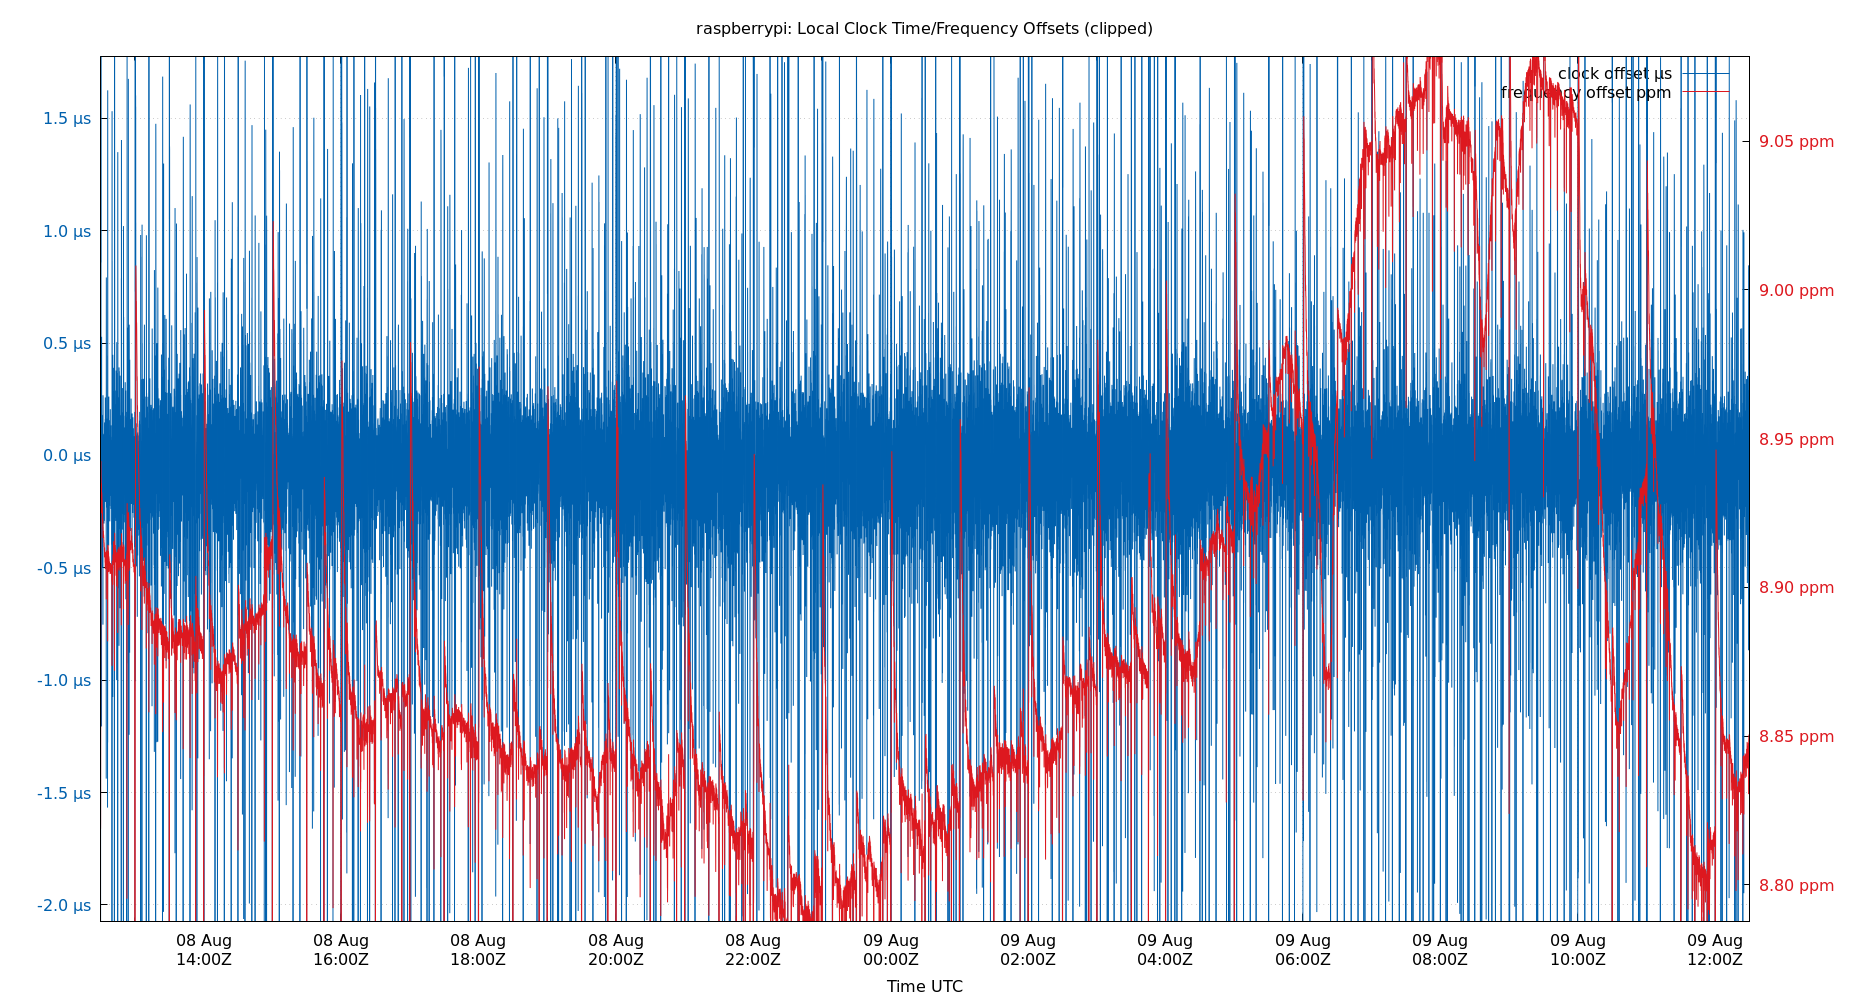 raspberrypi: Local Clock Time/Frequency Offsets (clipped)
clock offset µs
frequency offset ppm
1.5 µs
1.0 µs
0.5 µs
0.0 µs
-0.5 µs
-1.0 µs
-1.5 µs
-2.0 µs
9.05 ppm
9.00 ppm
8.95 ppm
8.90 ppm
8.85 ppm
8.80 ppm
08 Aug
14:00Z
08 Aug
16:00Z
08 Aug
18:00Z
08 Aug
20:00Z
08 Aug
22:00Z
09 Aug
00:00Z
09 Aug
02:00Z
09 Aug
04:00Z
09 Aug
06:00Z
09 Aug
08:00Z
09 Aug
10:00Z
09 Aug
12:00Z
Time UTC